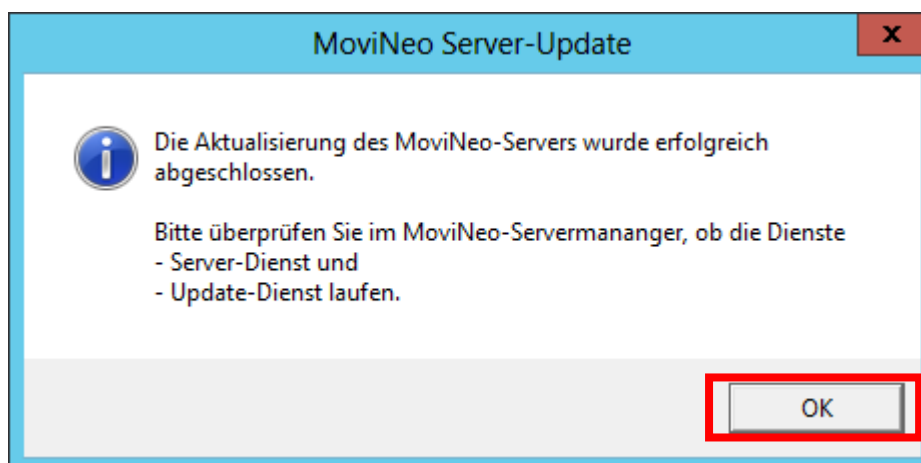 MoviNeo Server-Update
x
Die Aktualisierung des MoviNeo-Servers wurde erfolgreich
abgeschlossen.
Bitte überprüfen Sie im MoviNeo-Servermananger, ob die Dienste
- Server-Dienst und
- Update-Dienst laufen.
OK